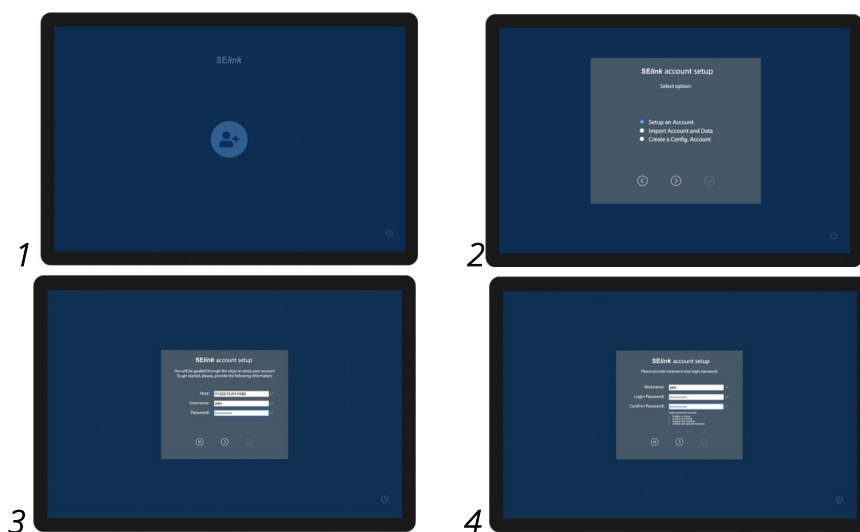 SElink
1
SElink account setup
Select option:
Setup an Account
Import Account and Data
Create a Config. Account
2
SElink account setup
You will be guided through the steps to setup your account
To get started, please, provide the following information:
Host:
Username: John
Password:
3
SElink account setup
Please provide nickname and login password.
Nickname:
Login Password:
Confirm Password:
4